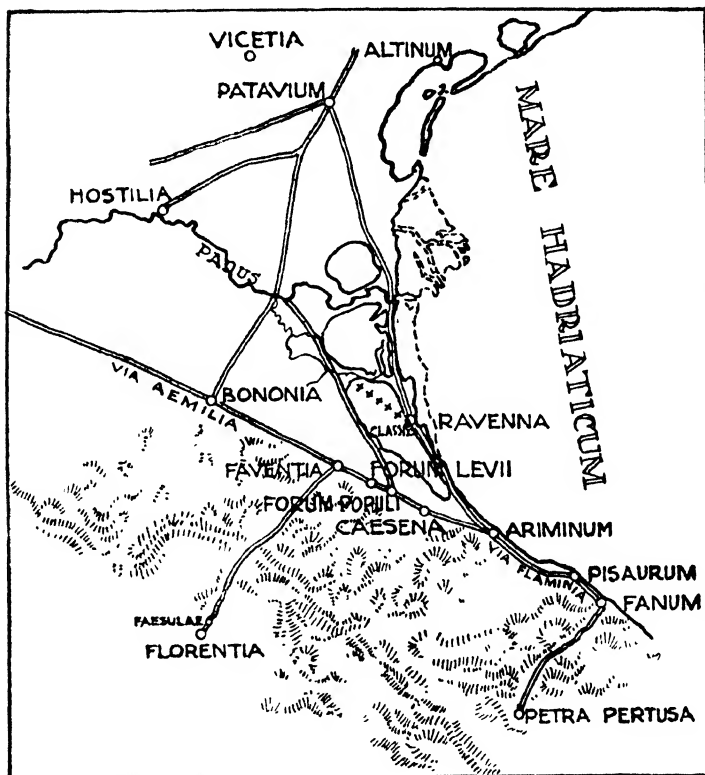 VICETIA
ALTINUM
PATAVIUM
MARE HADRIATICUM
HOSTILIA
PADUS
VIA AEMILIA
BONONIA
RAVENNA
CLASSIS
FAVENTIA
FORUM LEVII
FORUM POPULI
CAESENA
ARIMINUM
VIA FLAMINIA
PISAURUM
FANUM
FAESULAE
FLORENTIA
PETRA PERTUSA